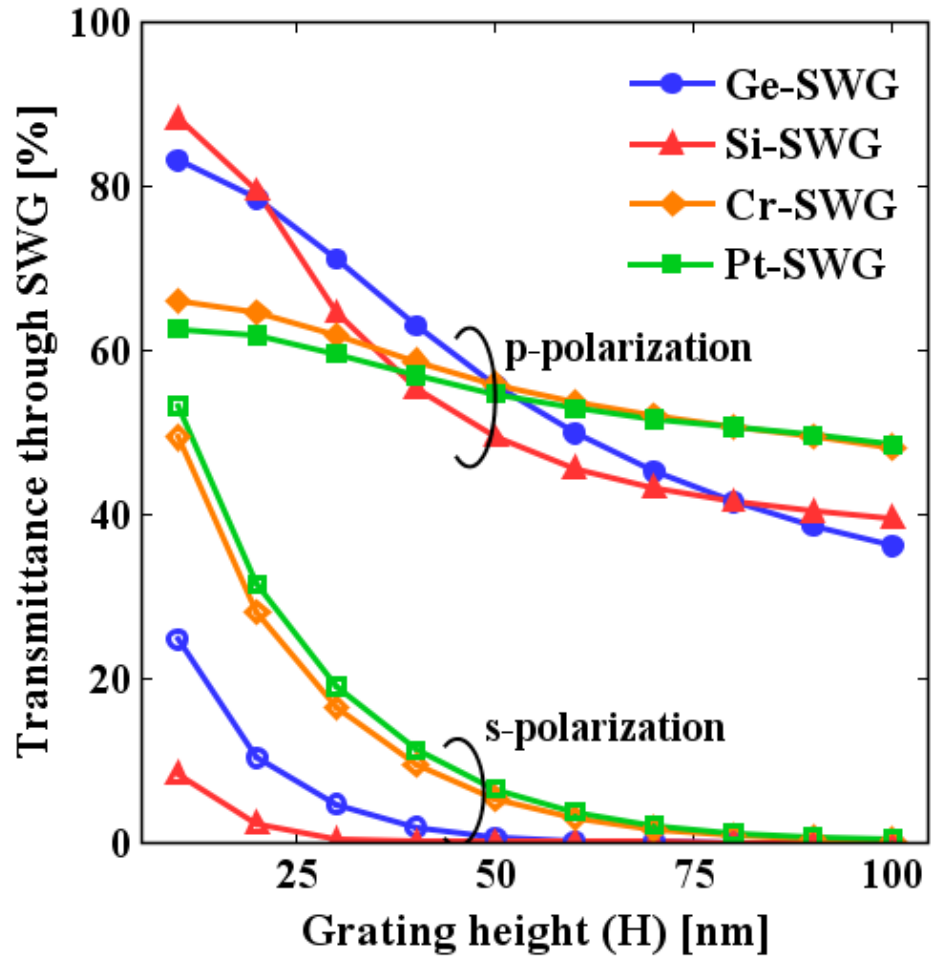 100
80
60
40
20
0
Transmittance through SWG [%]
Ge-SWG
Si-SWG
Cr-SWG
Pt-SWG
p-polarization
s-polarization
25
50
75
100
Grating height (H) [nm]